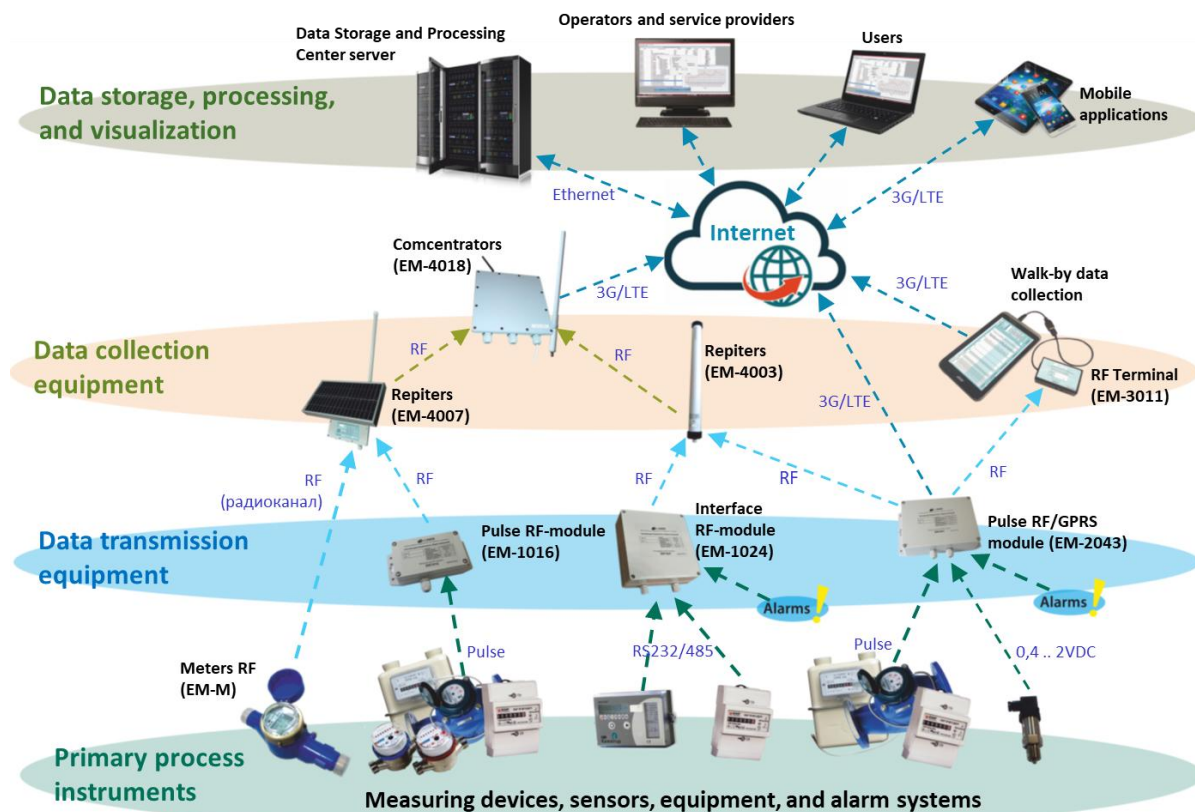 Operators and service providers
Data Storage and Processing
Center server
Users
Data storage, processing,
and visualization
Mobile
applications
Ethernet
3G/LTE
Internet
Comcentrators
(EM-4018)
3G/LTE
3G/LTE
Walk-by data
collection
Data collection
equipment
RF
RF
Repiters
(EM-4003)
Repiters
(EM-4007)
RF Terminal
(EM-3011)
3G/LTE
RF
(радиоканал)
RF
RF
RF
RF
Data transmission
equipment
Pulse RF-module
(EM-1016)
Interface
RF-module
(EM-1024)
Pulse RF/GPRS
module (EM-2043)
Alarms
Alarms
Meters RF
(EM-M)
Pulse
RS232/485
Pulse
0,4 .. 2VDC
Primary process
instruments
Measuring devices, sensors, equipment, and alarm systems